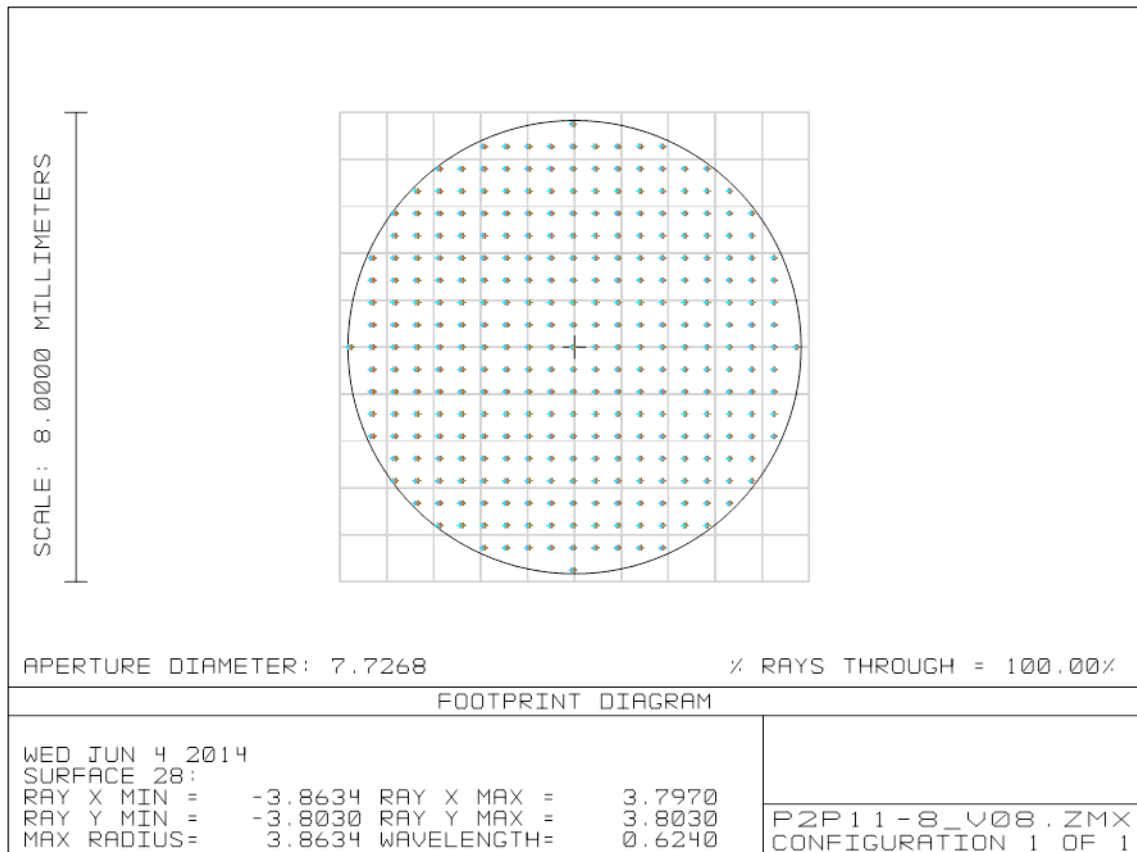 SCALE: 8.0000 MILLIMETERS
APERTURE DIAMETER: 7.7268 % RAYS THROUGH = 100.00%
FOOTPRINT DIAGRAM
WED JUN 4 2014
SURFACE 28:
RAY X MIN = -3.8634 RAY X MAX = 3.7970
RAY Y MIN = -3.8030 RAY Y MAX = 3.8030
MAX RADIUS= 3.8634 WAVELENGTH= 0.6240
P2P11-8_V08.ZMX
CONFIGURATION 1 OF 1